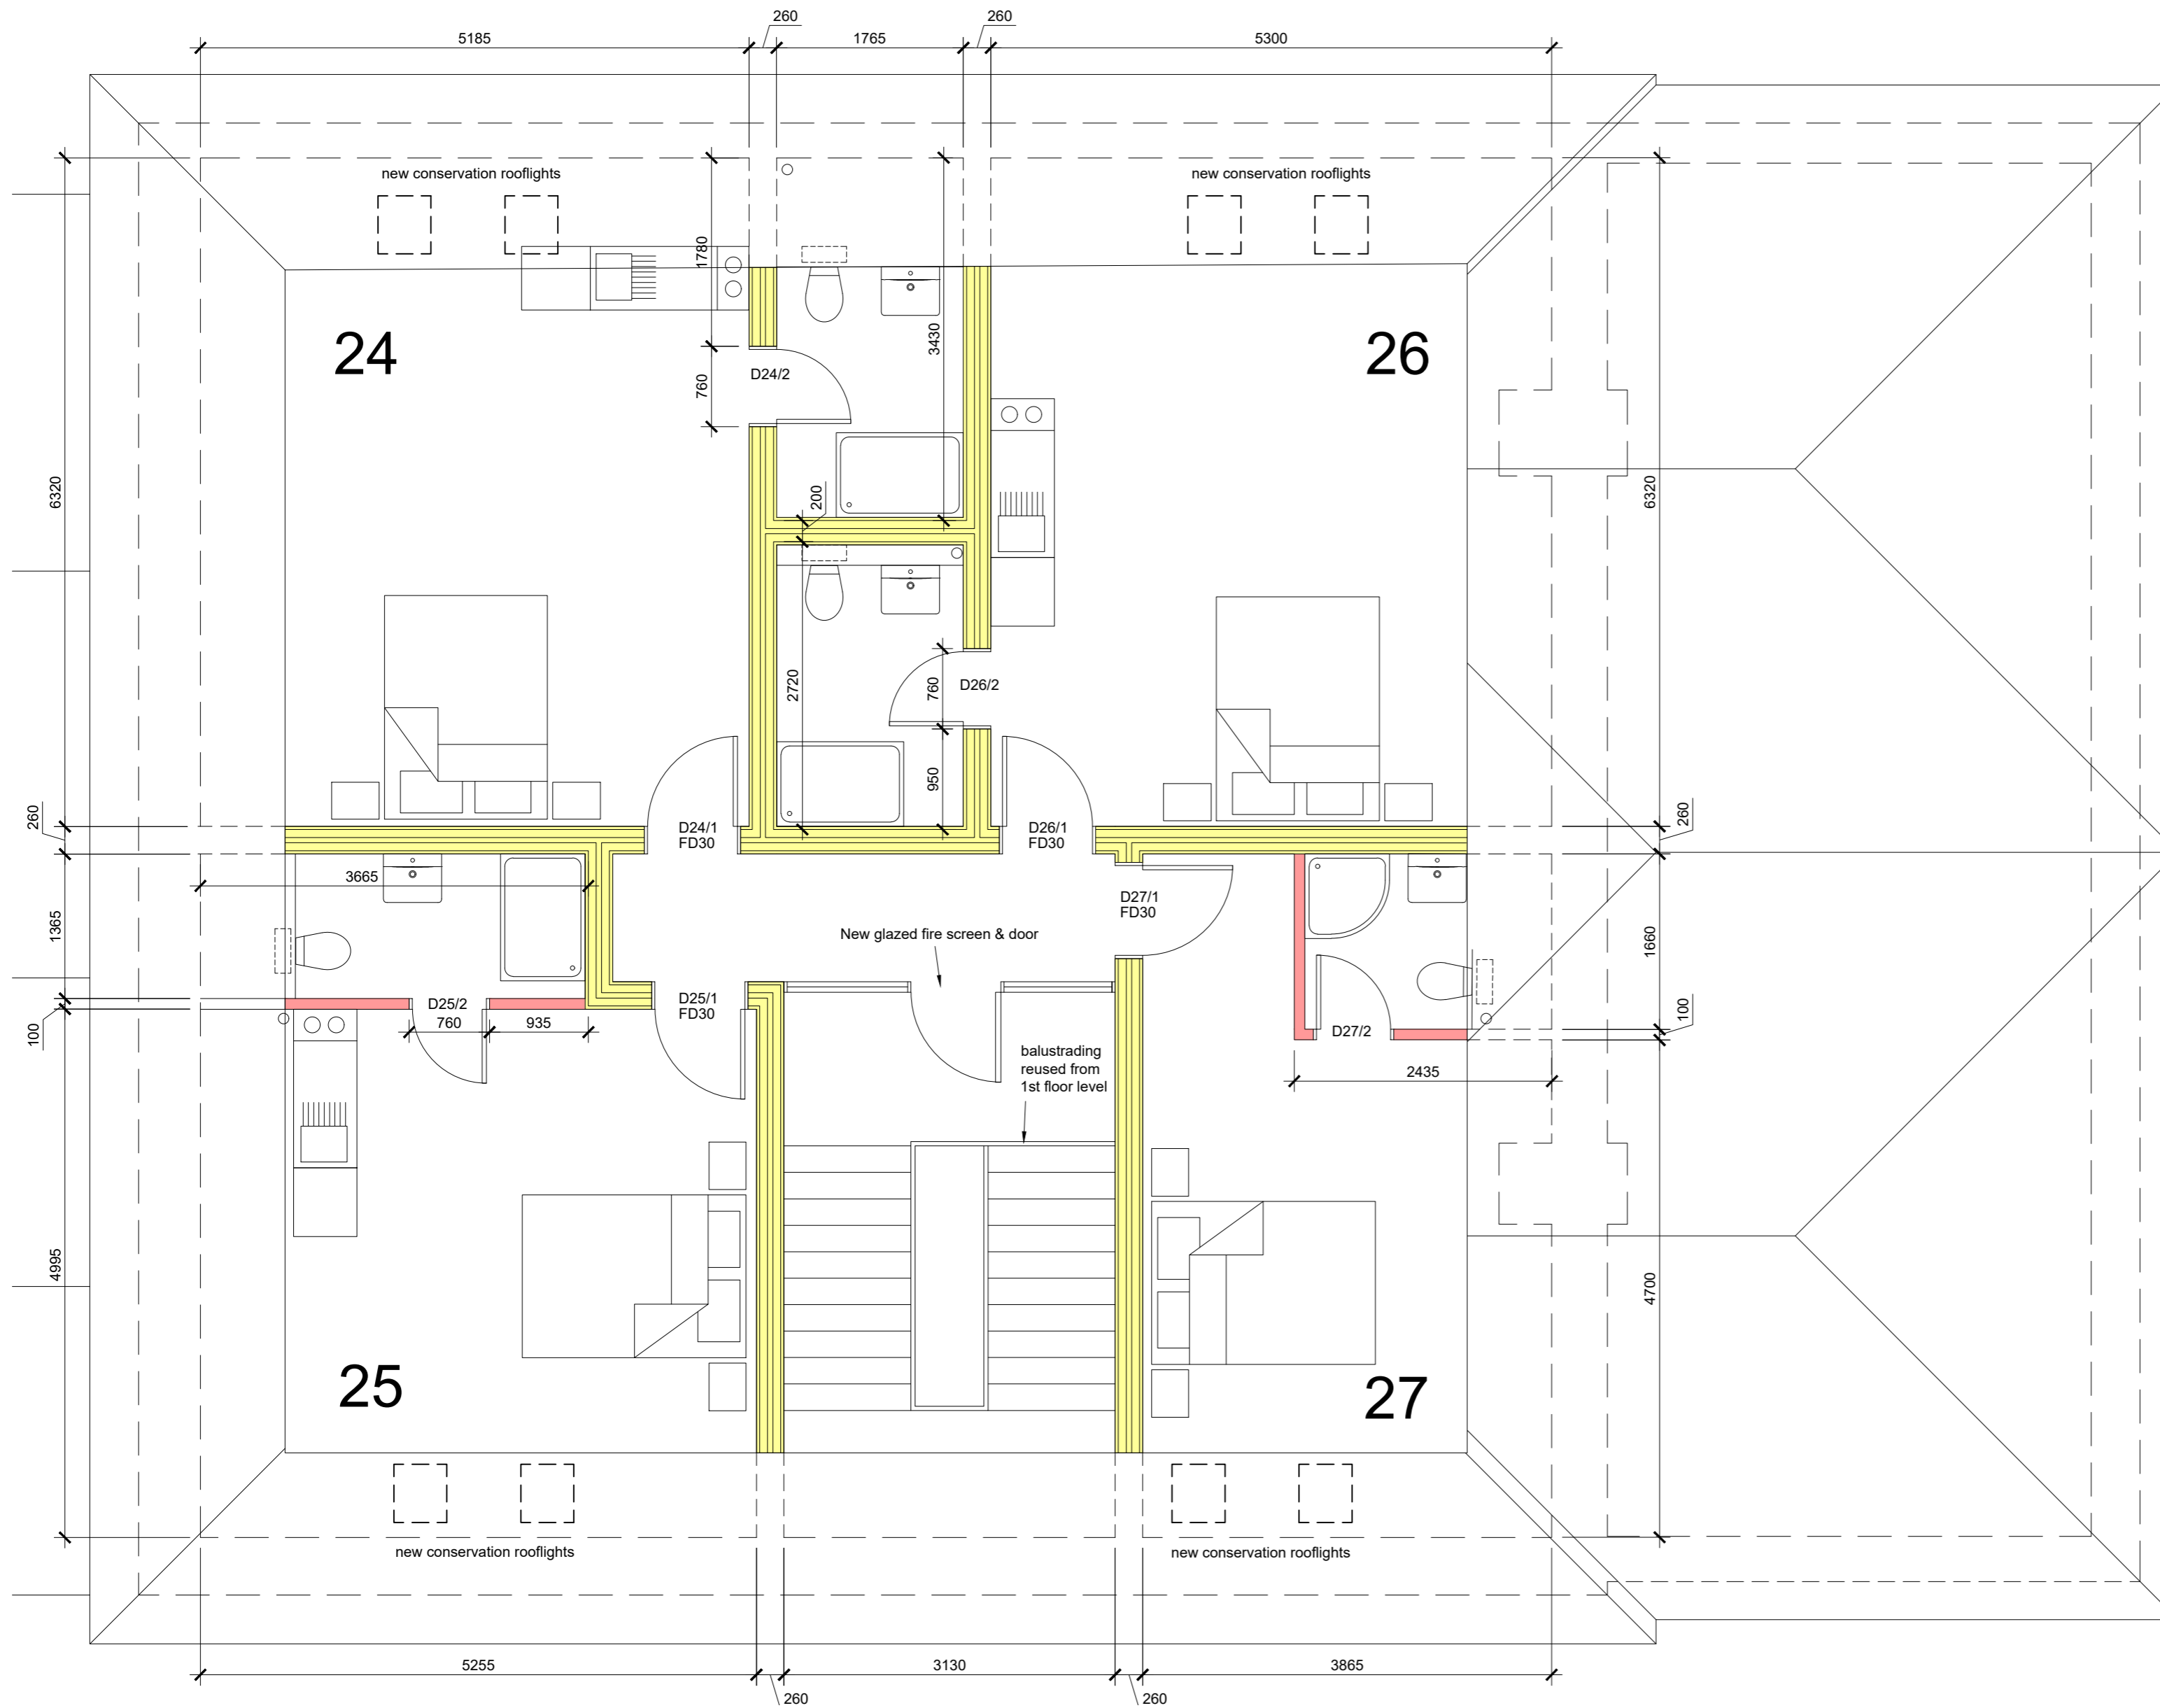 260
260
5185
1765
5300
new conservation rooflights
new conservation rooflights
1780
3430
24
26
D24/2
760
6320
200
6320
2720
760
D26/2
950
260
D24/1
FD30
D26/1
FD30
260
3665
1365
D27/1
FD30
New glazed fire screen & door
1660
D25/2
D25/1
FD30
760
935
100
D27/2
100
balustrading
reused from
1st floor level
2435
4995
4700
25
27
new conservation rooflights
new conservation rooflights
5255
3130
3865
260
260